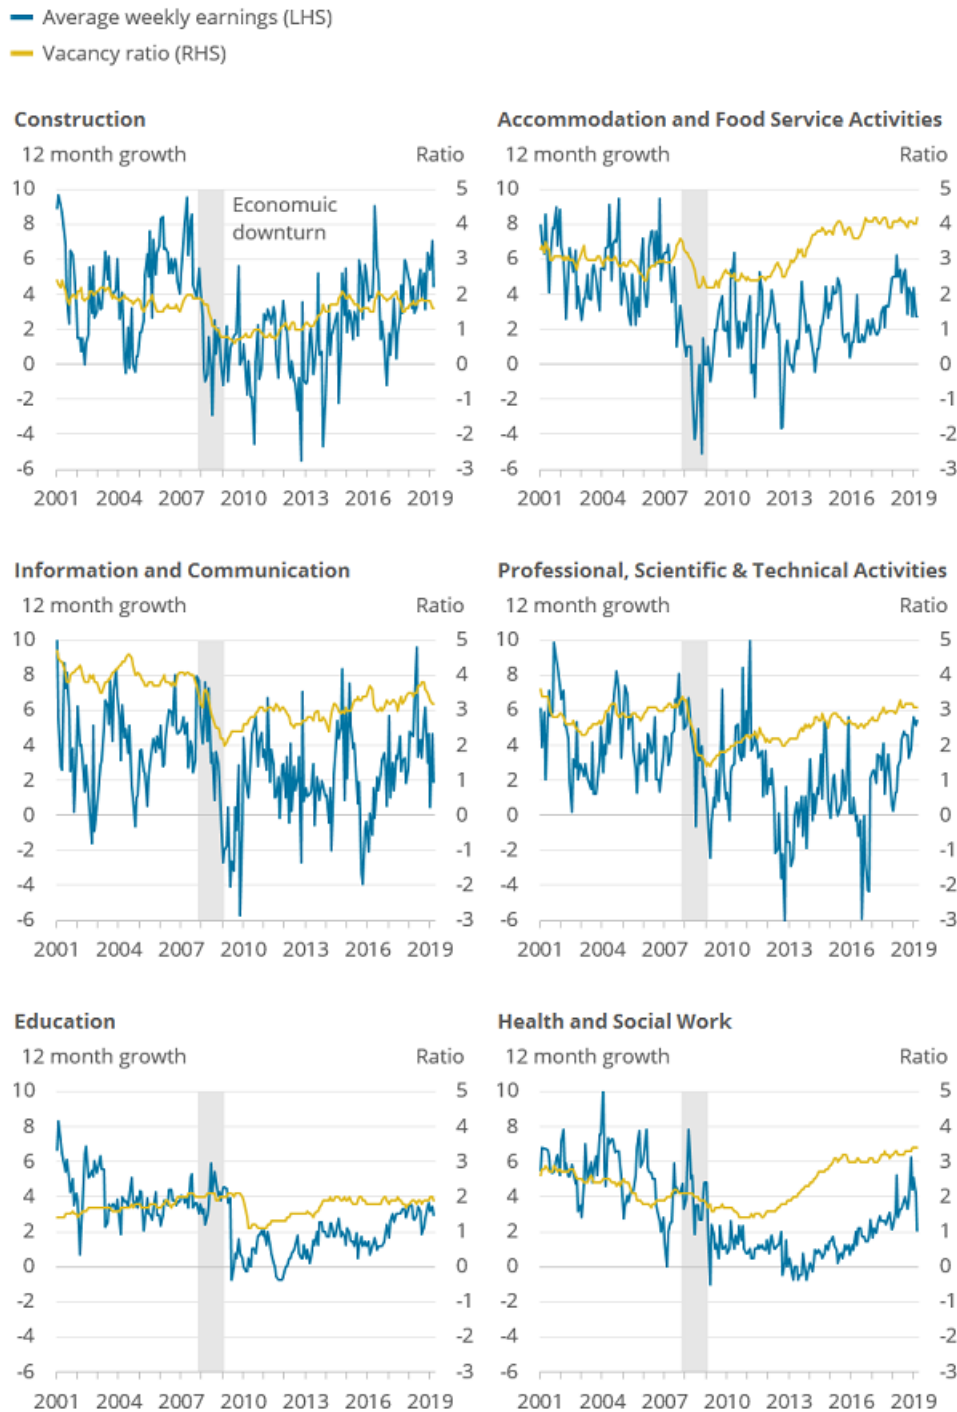 Average weekly earnings (LHS)
Vacancy ratio (RHS)
Construction
12 month growth Ratio
10 5
8 4
6 3
4 2
2 1
0 0
-2 -1
-4 -2
-6 -3
Economuic
downturn
2001 2004 2007 2010 2013 2016 2019
Accommodation and Food Service Activities
12 month growth Ratio
10 5
8 4
6 3
4 2
2 1
0 0
-2 -1
-4 -2
-6 -3
2001 2004 2007 2010 2013 2016 2019
Information and Communication
12 month growth Ratio
10 5
8 4
6 3
4 2
2 1
0 0
-2 -1
-4 -2
-6 -3
2001 2004 2007 2010 2013 2016 2019
Professional, Scientific & Technical Activities
12 month growth Ratio
10 5
8 4
6 3
4 2
2 1
0 0
-2 -1
-4 -2
-6 -3
2001 2004 2007 2010 2013 2016 2019
Education
12 month growth Ratio
10 5
8 4
6 3
4 2
2 1
0 0
-2 -1
-4 -2
-6 -3
2001 2004 2007 2010 2013 2016 2019
Health and Social Work
12 month growth Ratio
10 5
8 4
6 3
4 2
2 1
0 0
-2 -1
-4 -2
-6 -3
2001 2004 2007 2010 2013 2016 2019